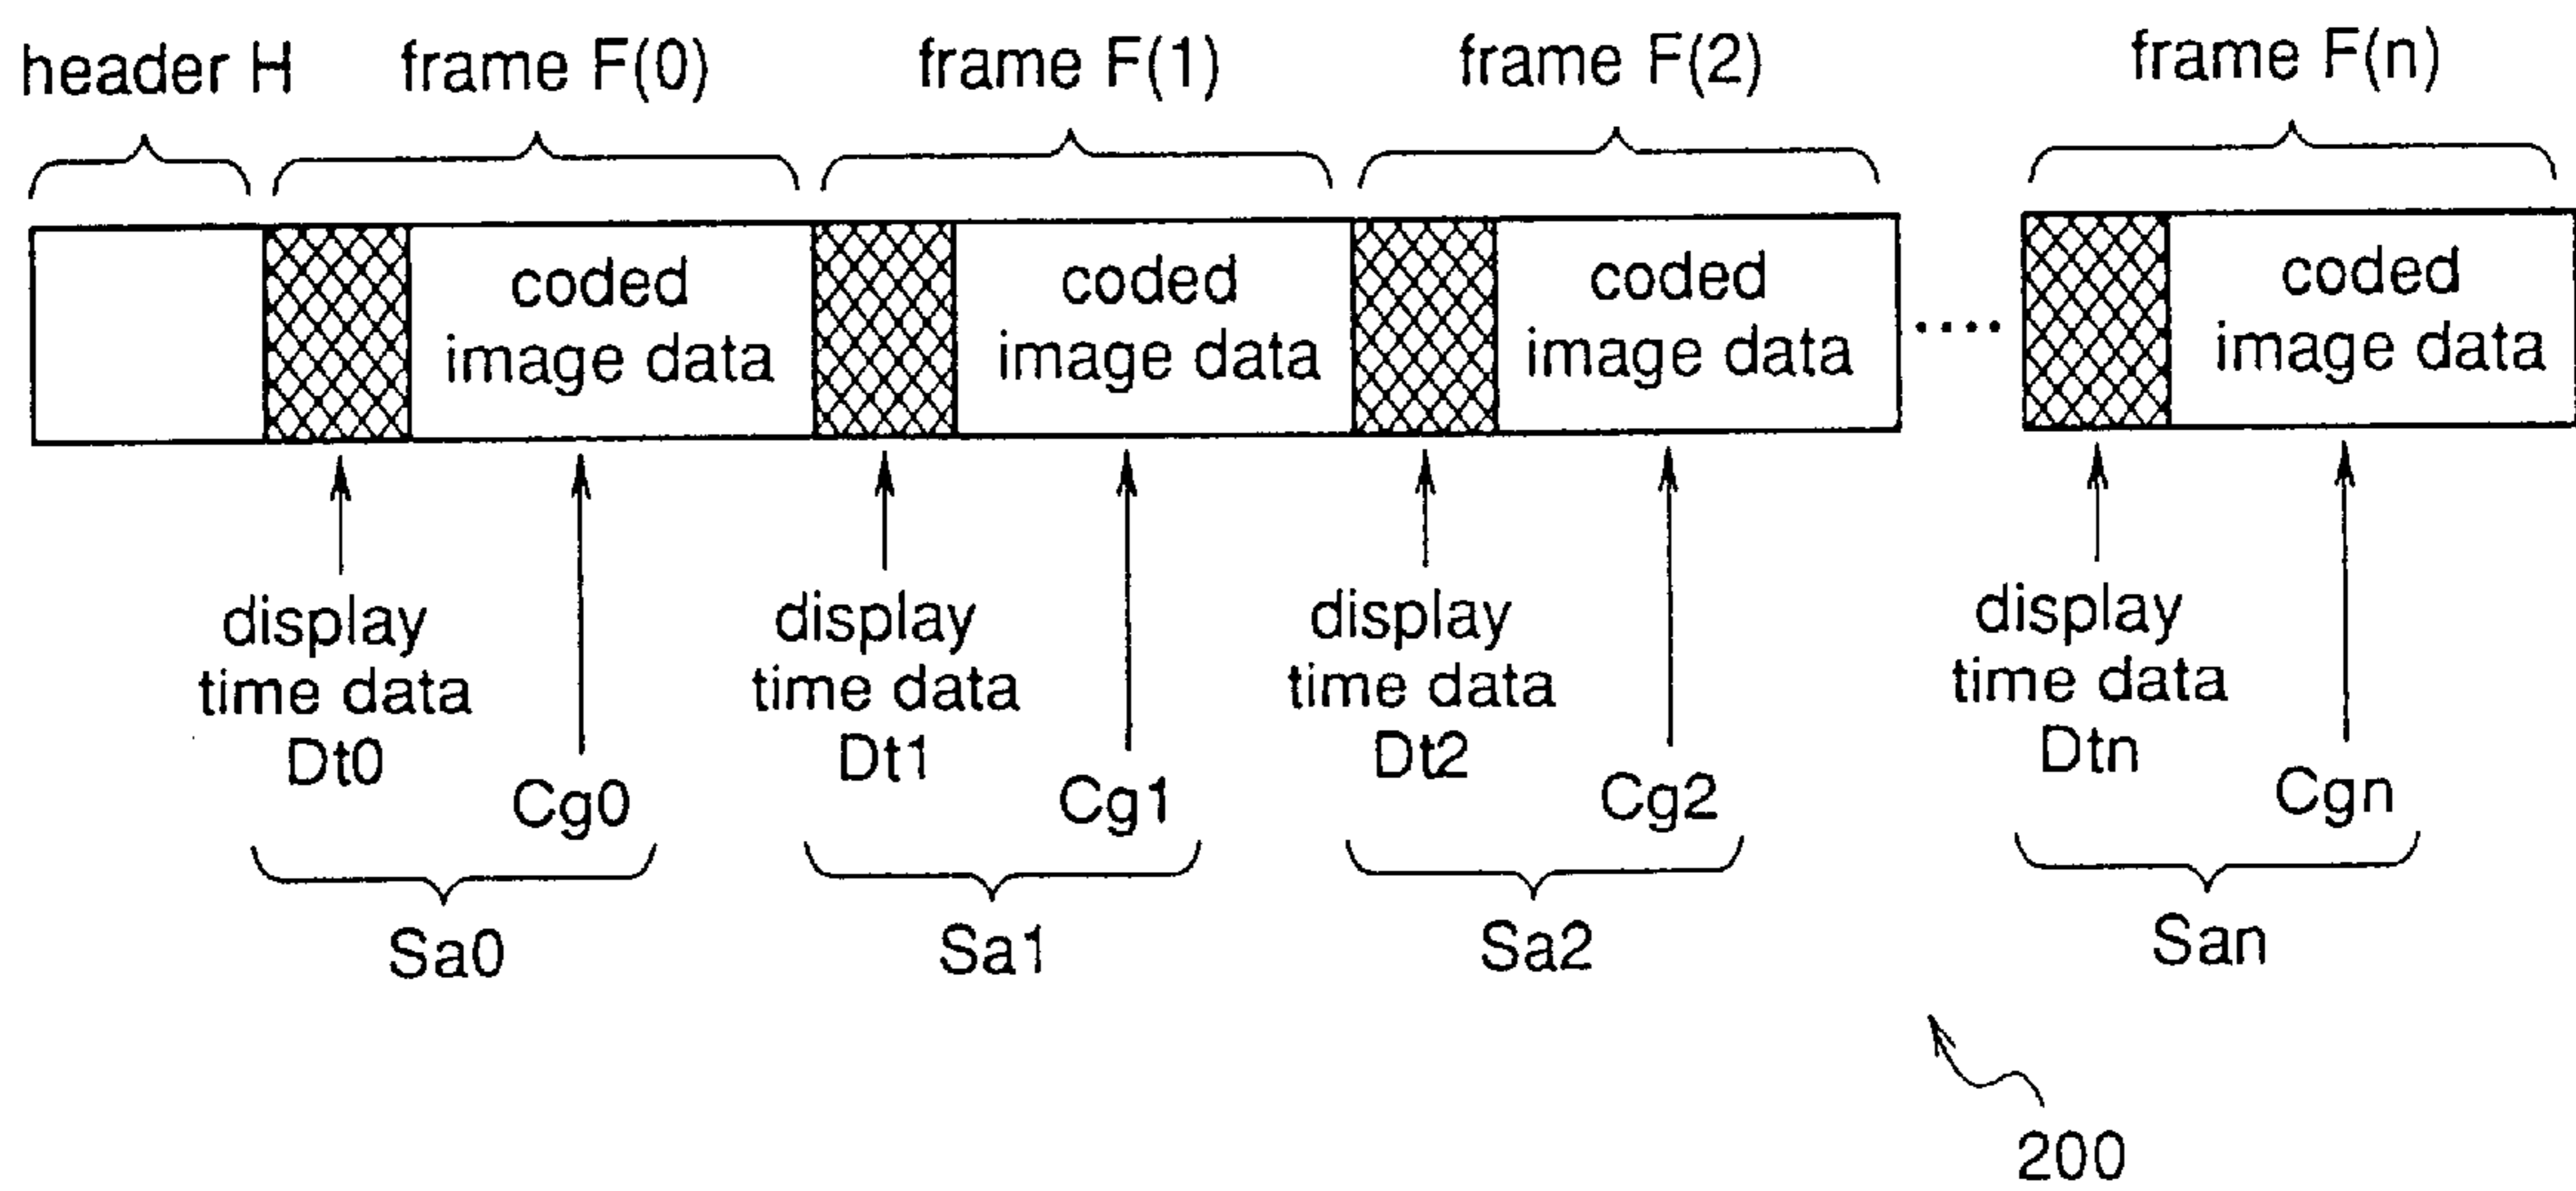 header H frame F(0) frame F(1) frame F(2) frame F(n)
coded coded coded coded
image data image data image data .... image data
display display display display
time data time data time data time data
Dt0 Dt1 Dt2 Dtn
Cg0 Cg1 Cg2 Cgn
Sa0 Sa1 Sa2 San
200